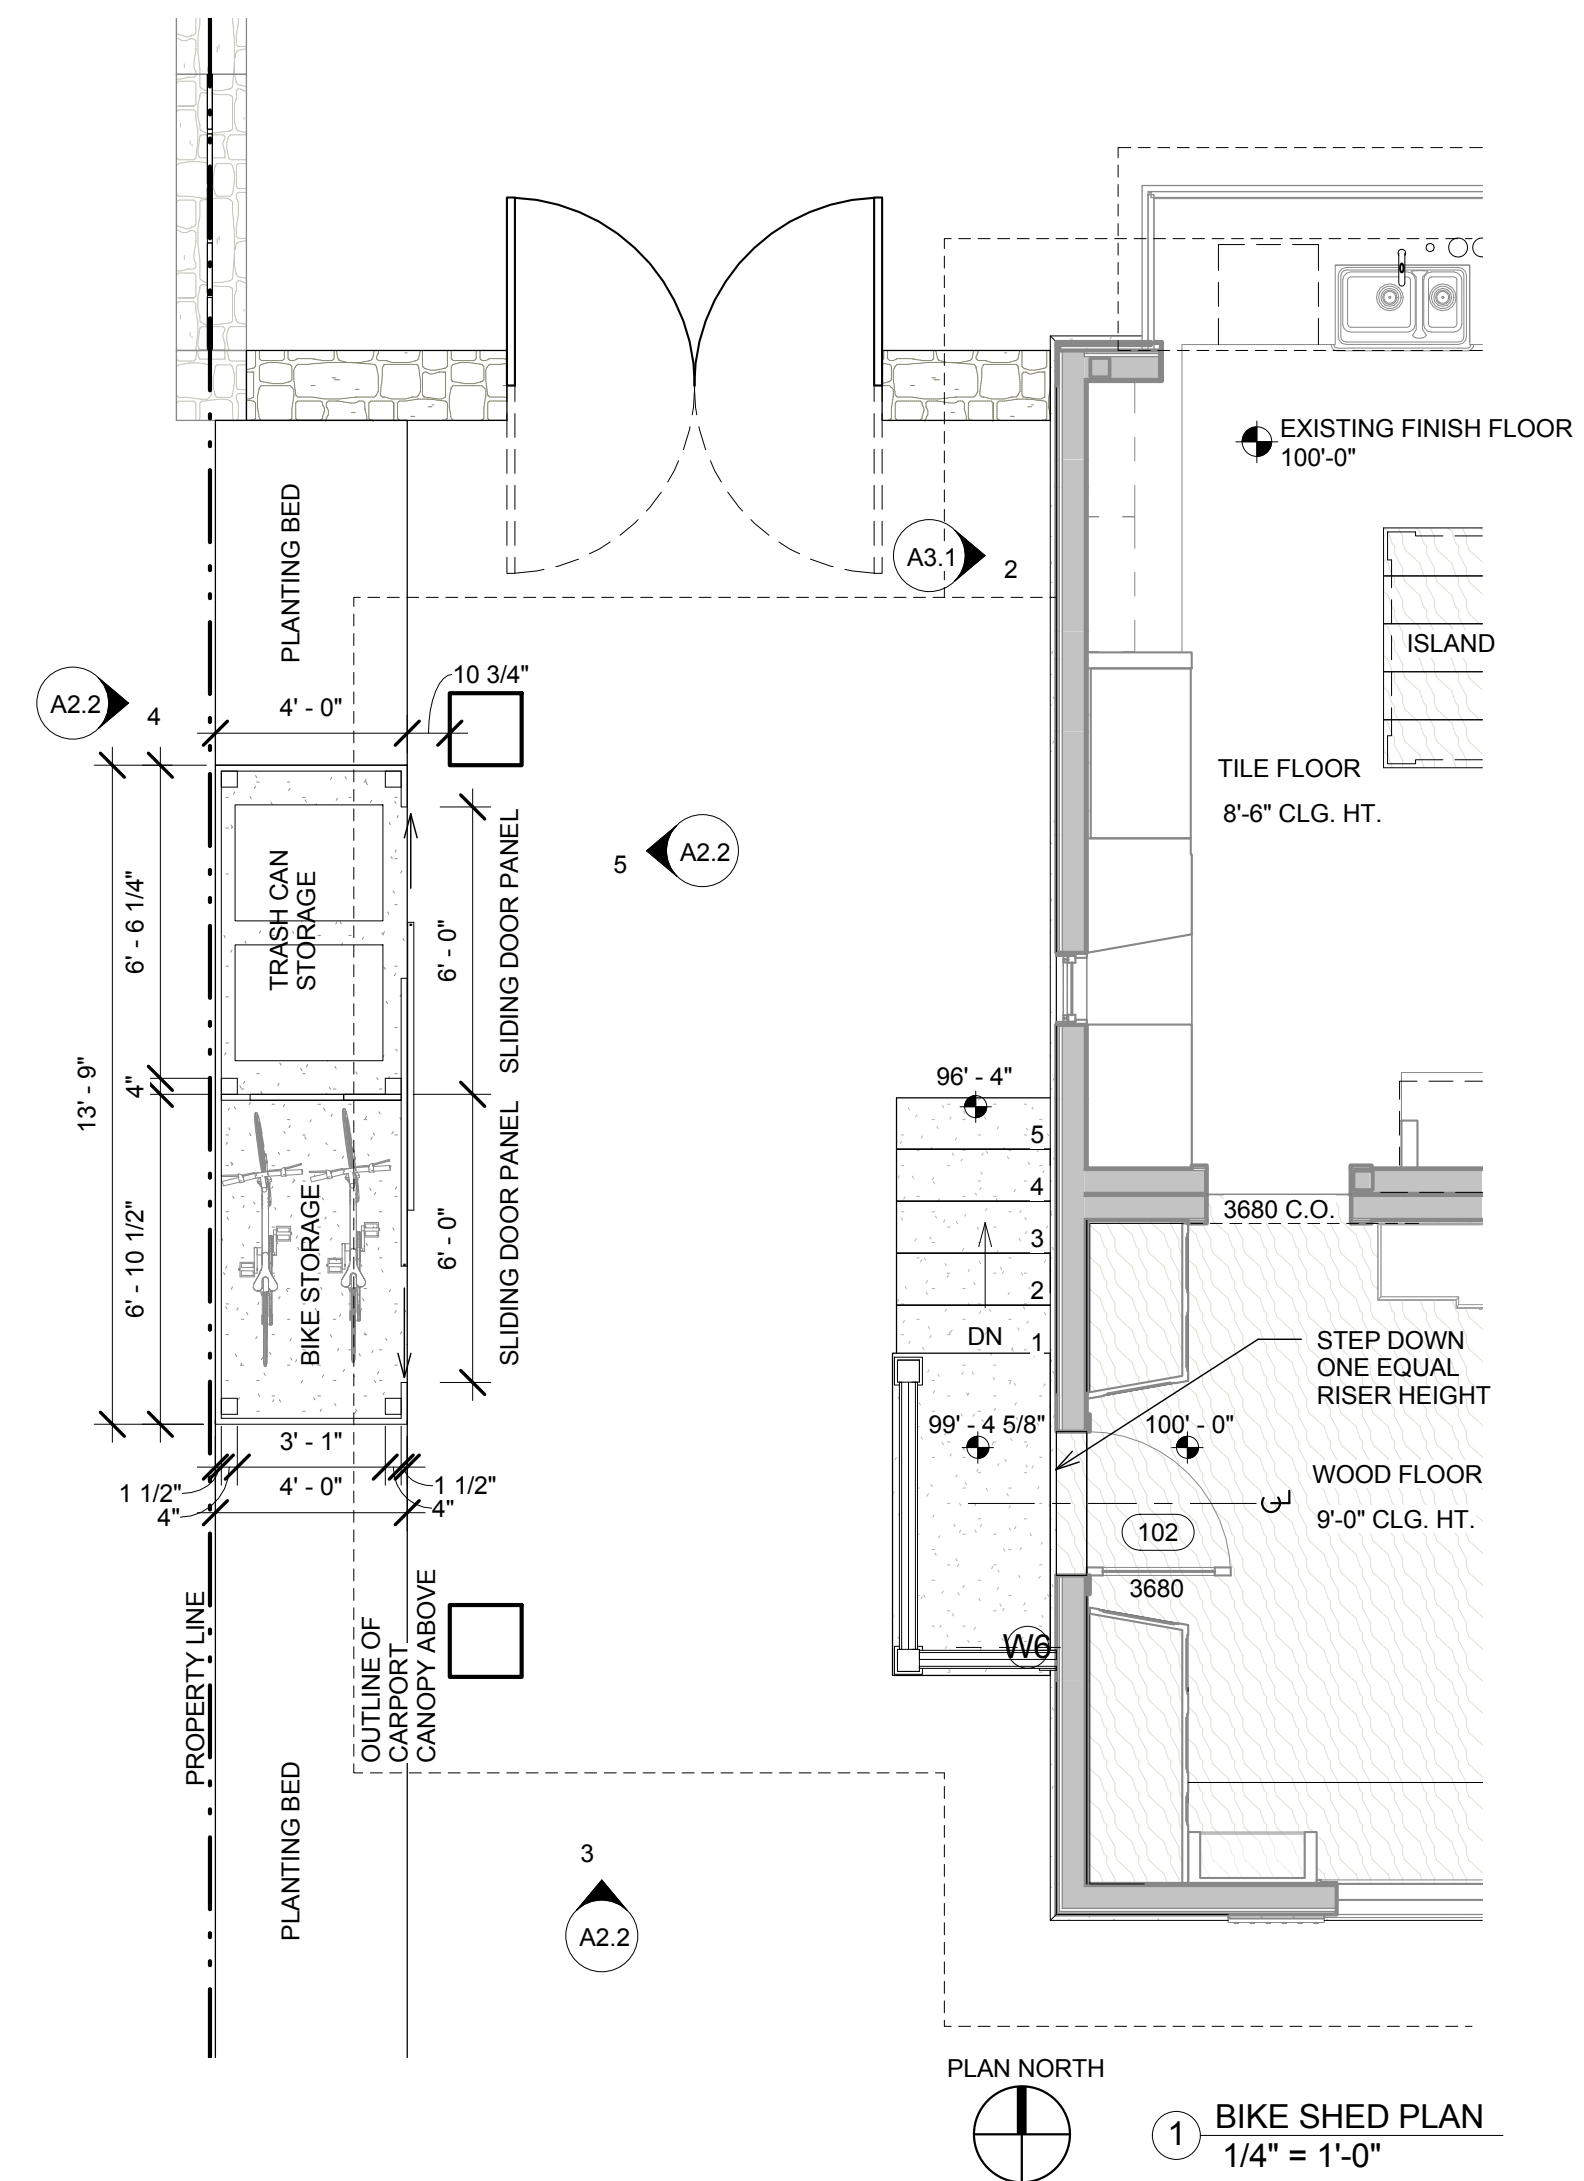 EXISTING FINISH FLOOR
100'-0"
PLANTING BED
A3.1
2
ISLAND
10 3/4"
A2.2
4
4' - 0"
TILE FLOOR
8'-6" CLG. HT.
5
A2.2
TRASH CAN
STORAGE
6' - 6 1/4"
6' - 0"
SLIDING DOOR PANEL
13' - 9"
4"
96' - 4"
5
4
3
2
1
DN
3680 C.O.
6' - 10 1/2"
BIKE STORAGE
6' - 0"
SLIDING DOOR PANEL
STEP DOWN
ONE EQUAL
RISER HEIGHT
99' - 4 5/8"
100' - 0"
3' - 1"
1 1/2"
4"
4' - 0"
1 1/2"
4"
WOOD FLOOR
9'-0" CLG. HT.
CL
102
3680
W6
PROPERTY LINE
OUTLINE OF
CARPORT
CANOPY ABOVE
PLANTING BED
3
A2.2
PLAN NORTH
1
BIKE SHED PLAN
1/4" = 1'-0"